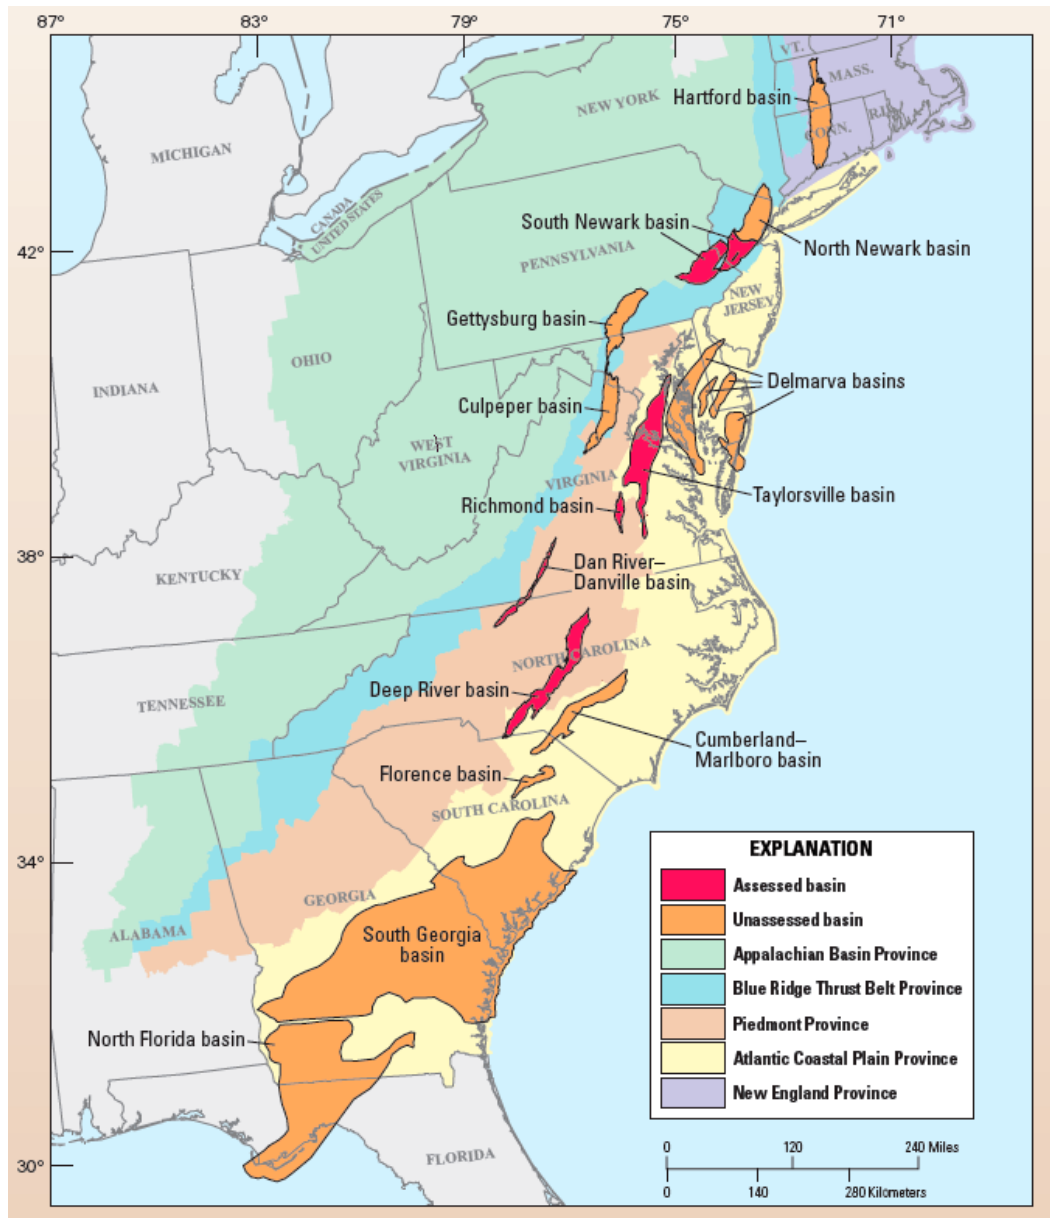 87°
83°
79°
75°
71°
VT.
MASS.
NEW YORK
Hartford basin
CONN.
R.I.
MICHIGAN
CANADA
UNITED STATES
South Newark basin
North Newark basin
42°
PENNSYLVANIA
NEW
JERSEY
Gettysburg basin
OHIO
INDIANA
Delmarva basins
Culpeper basin
WEST
VIRGINIA
VIRGINIA
Taylorsville basin
Richmond basin
38°
Dan River–
Danville basin
KENTUCKY
NORTH CAROLINA
Deep River basin
TENNESSEE
Cumberland–
Marlboro basin
Florence basin
SOUTH CAROLINA
34°
GEORGIA
ALABAMA
South Georgia
basin
North Florida basin
30°
FLORIDA
EXPLANATION
Assessed basin
Unassessed basin
Appalachian Basin Province
Blue Ridge Thrust Belt Province
Piedmont Province
Atlantic Coastal Plain Province
New England Province
0 120 240 Miles
0 140 280 Kilometers